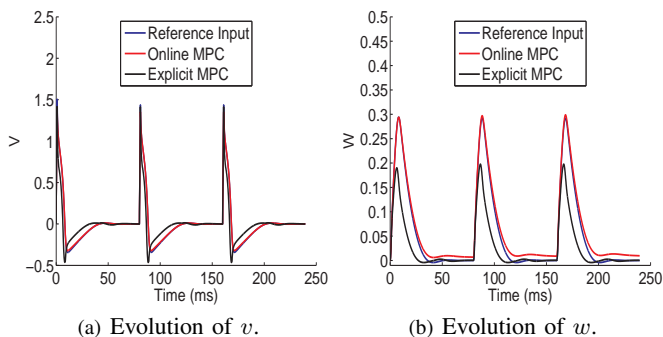 2.5
2
1.5
1
0.5
0
−0.5
V
Reference Input
Online MPC
Explicit MPC
0 50 100 150 200 250
Time (ms)
(a) Evolution of v.
0.5
0.45
0.4
0.35
0.3
0.25
0.2
0.15
0.1
0.05
0
W
Reference Input
Online MPC
Explicit MPC
0 50 100 150 200 250
Time (ms)
(b) Evolution of w.